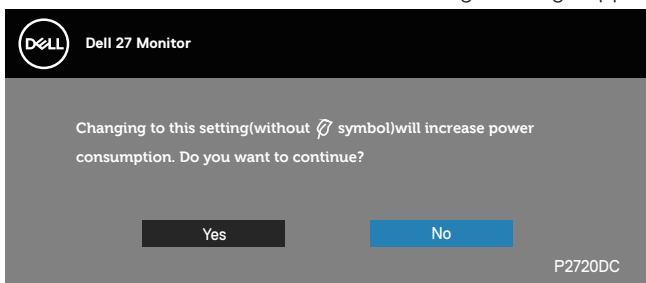 DELL
Dell 27 Monitor
Changing to this setting(without symbol)will increase power
consumption. Do you want to continue?
Yes
No
P2720DC